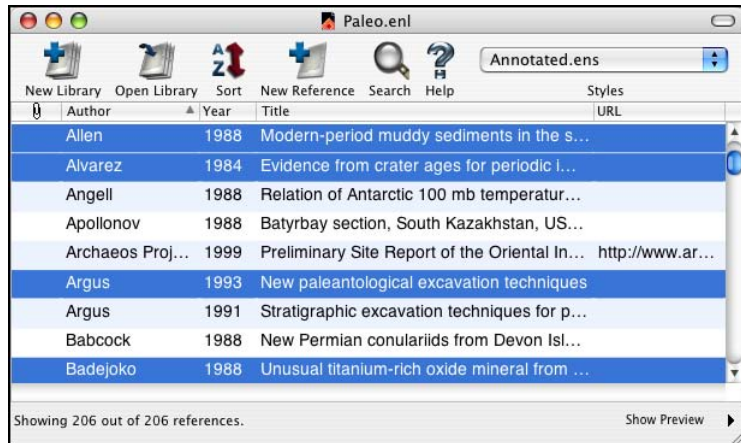 Paleo.enl
Annotated.ens
New Library Open Library Sort New Reference Search Help Styles
Author Year Title URL
Allen 1988 Modern-period muddy sediments in the s...
Alvarez 1984 Evidence from crater ages for periodic i...
Angell 1988 Relation of Antarctic 100 mb temperatur...
Apollonov 1988 Batyrbay section, South Kazakhstan, US...
Archaeos Proj... 1999 Preliminary Site Report of the Oriental In... http://www.ar...
Argus 1993 New paleantological excavation techniques
Argus 1991 Stratigraphic excavation techniques for p...
Babcock 1988 New Permian conulariids from Devon Isl...
Badejoko 1988 Unusual titanium-rich oxide mineral from ...
Showing 206 out of 206 references. Show Preview